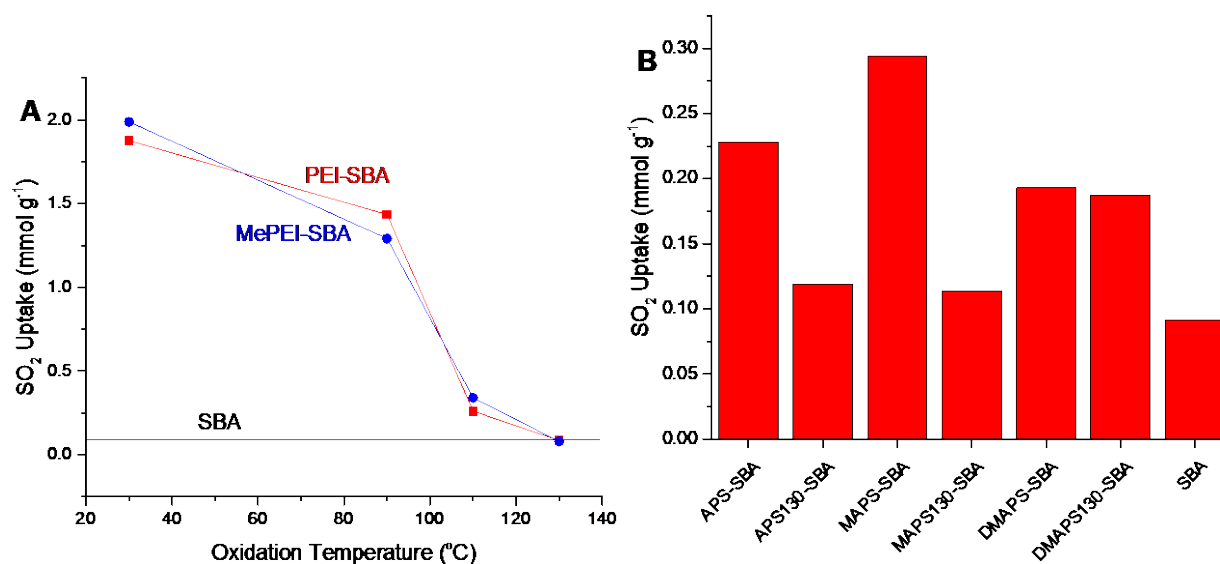 A
SO2 Uptake (mmol g-1)
2.0
1.5
1.0
0.5
0.0
PEI-SBA
MePEI-SBA
SBA
20
40
60
80
100
120
140
Oxidation Temperature (oC)
B
SO2 Uptake (mmol g-1)
0.30
0.25
0.20
0.15
0.10
0.05
0.00
APS-SBA
APS130-SBA
MAPS-SBA
MAPS130-SBA
DMAPS-SBA
DMAPS130-SBA
SBA